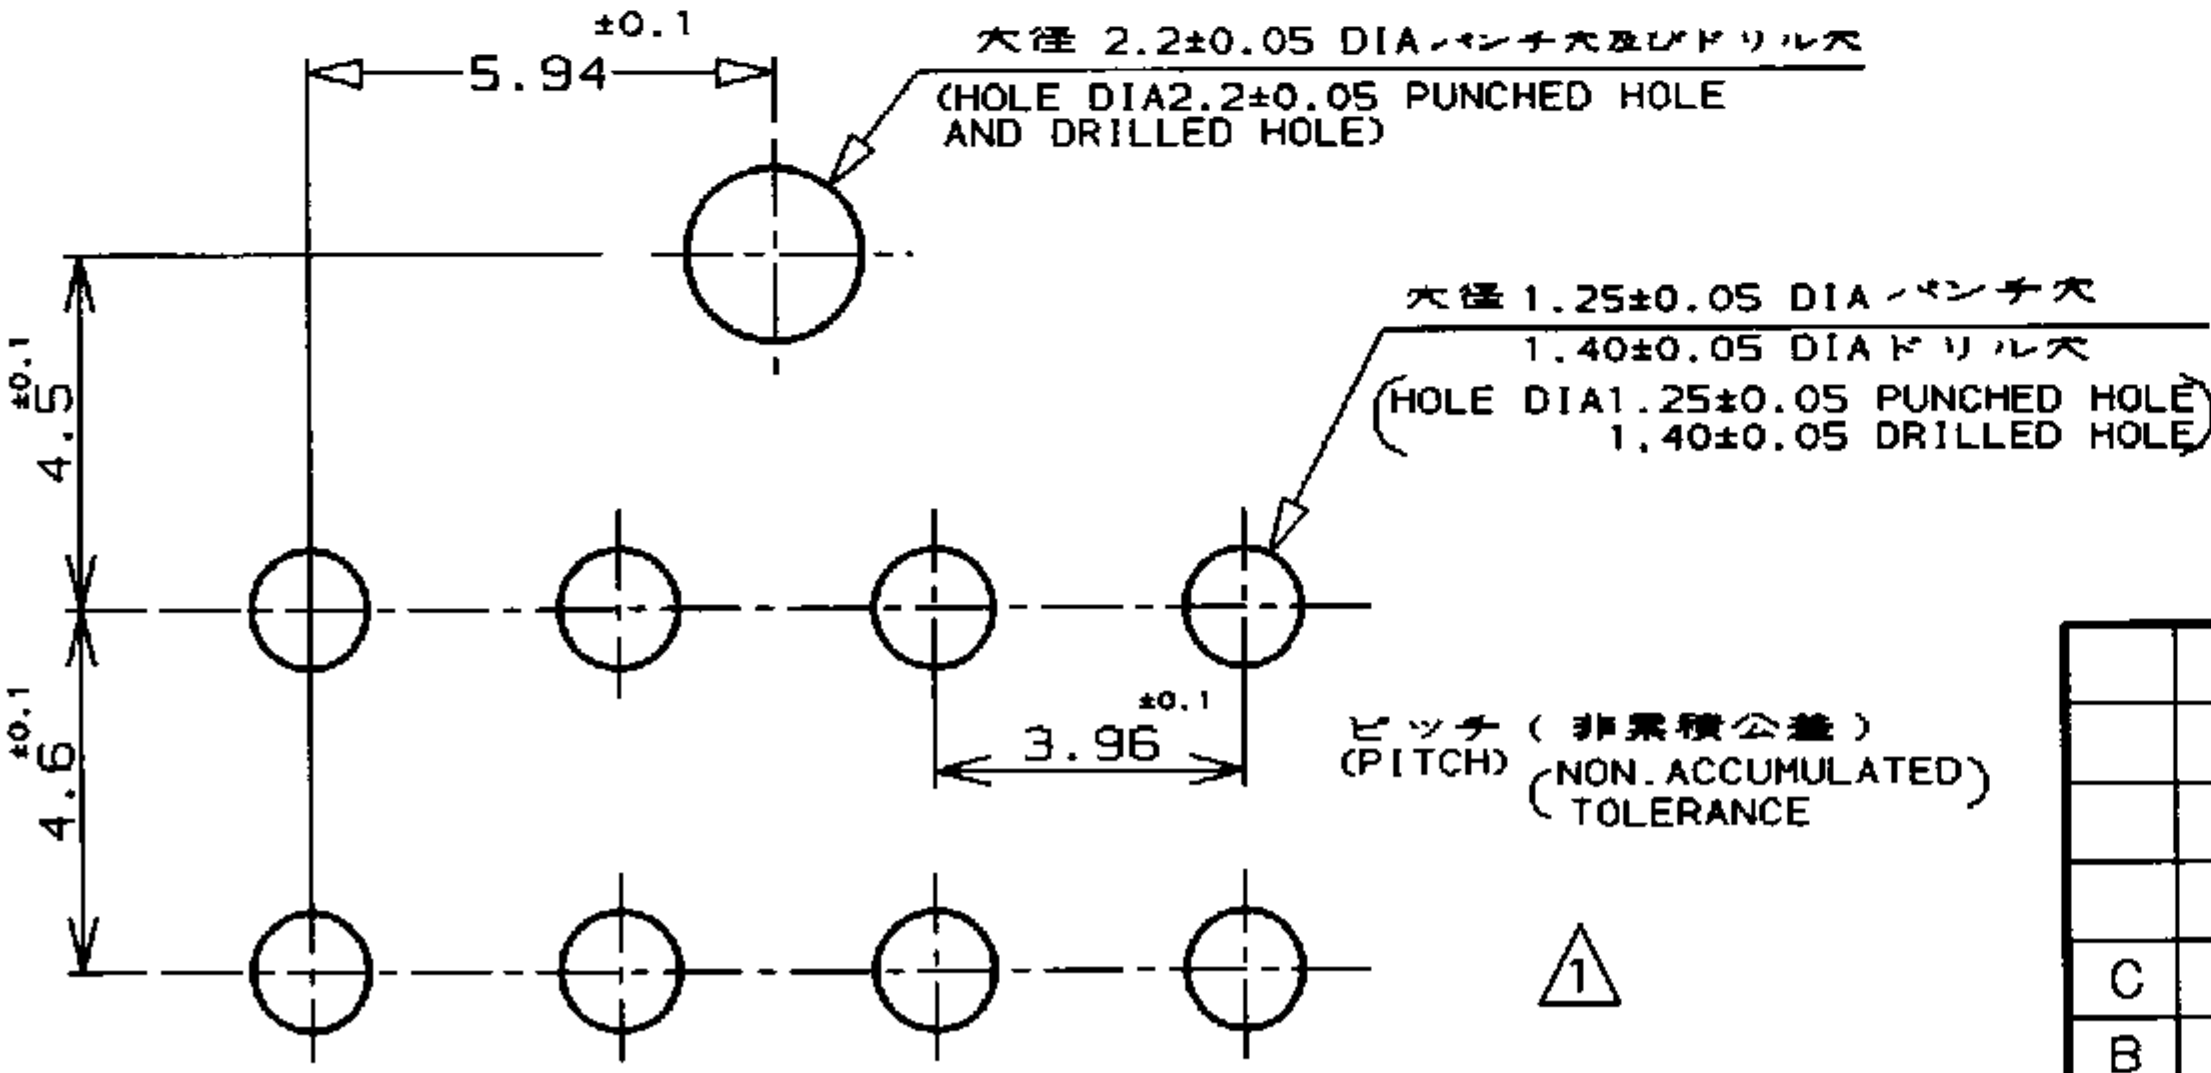 ±0.1
5.94
穴径 2.2±0.05 DIA パンチ穴及びドリル穴
(HOLE DIA2.2±0.05 PUNCHED HOLE
AND DRILLED HOLE)
±0.1
4.5
穴径 1.25±0.05 DIA パンチ穴
1.40±0.05 DIA ドリル穴
(HOLE DIA1.25±0.05 PUNCHED HOLE
1.40±0.05 DRILLED HOLE)
±0.1
4.6
±0.1
3.96
ピッチ (非累積公差)
(PITCH) (NON.ACCUMULATED
TOLERANCE)
1
C
B